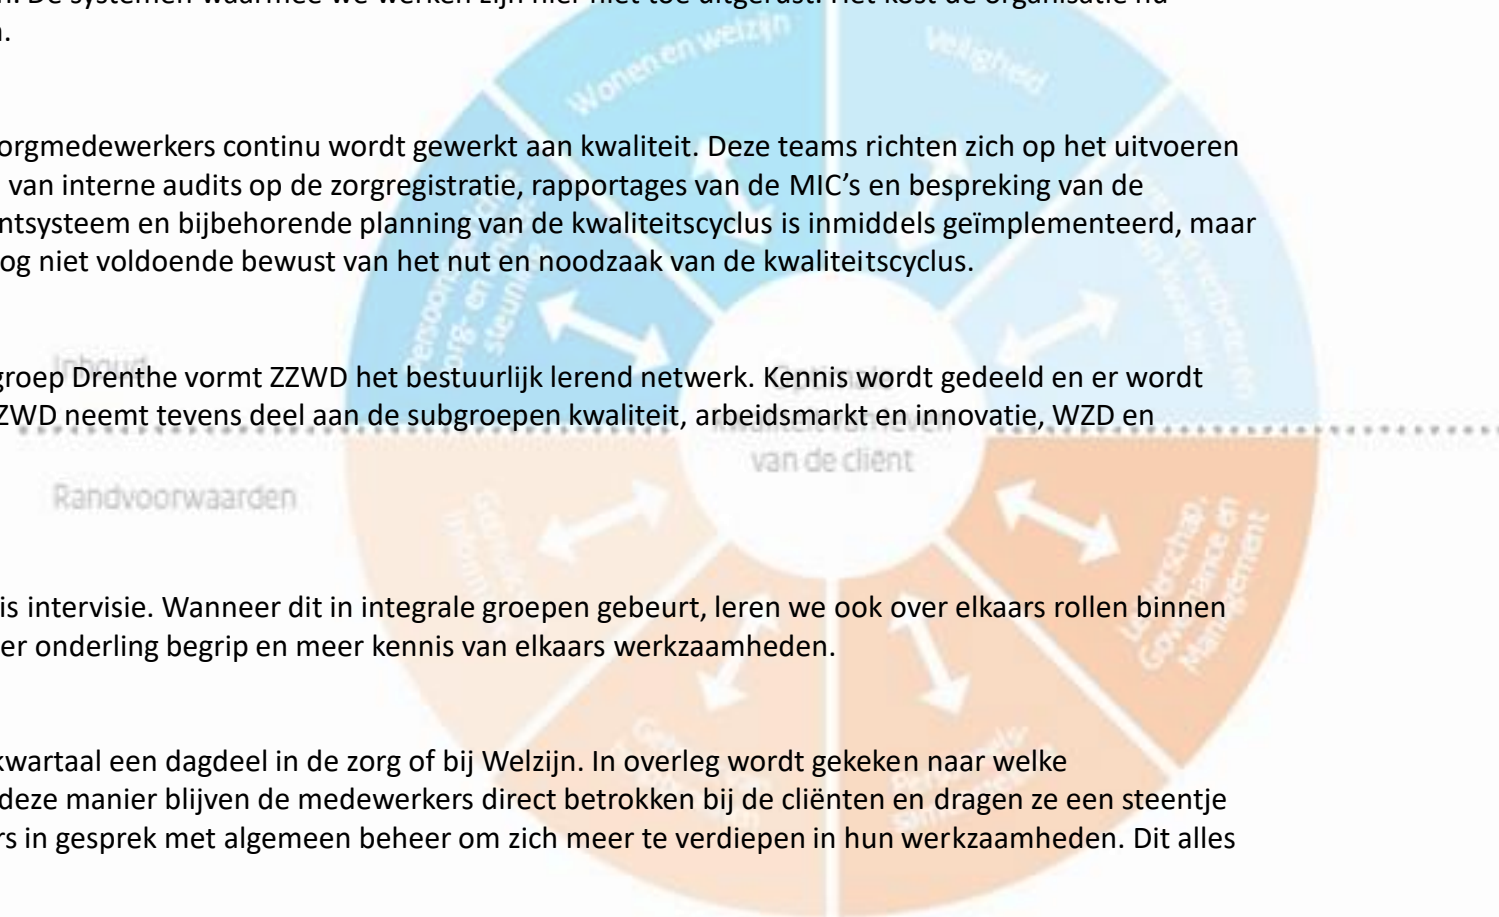 De systemen waarmee we werken zijn hier niet toe uitgerust. Het kost de organisatie nu
Wonen en welzijn
Veiligheid
orgmedewerkers continu wordt gewerkt aan kwaliteit. Deze teams richten zich op het uitvoeren
van interne audits op de zorgregistratie, rapportages van de MIC’s en bespreking van de
ntsysteem en bijbehorende planning van de kwaliteitscyclus is inmiddels geïmplementeerd, maar
og niet voldoende bewust van het nut en noodzaak van de kwaliteitscyclus.
Inhoud
groep Drenthe vormt ZZWD het bestuurlijk lerend netwerk. Kennis wordt gedeeld en er wordt
ZWD neemt tevens deel aan de subgroepen kwaliteit, arbeidsmarkt en innovatie, WZD en
Optimale
kwaliteit van leven
van de cliënt
Randvoorwaarden
Leiderschap,
Governance en
Management
is intervisie. Wanneer dit in integrale groepen gebeurt, leren we ook over elkaars rollen binnen
er onderling begrip en meer kennis van elkaars werkzaamheden.
kwartaal een dagdeel in de zorg of bij Welzijn. In overleg wordt gekeken naar welke
deze manier blijven de medewerkers direct betrokken bij de cliënten en dragen ze een steentje
rs in gesprek met algemeen beheer om zich meer te verdiepen in hun werkzaamheden. Dit alles